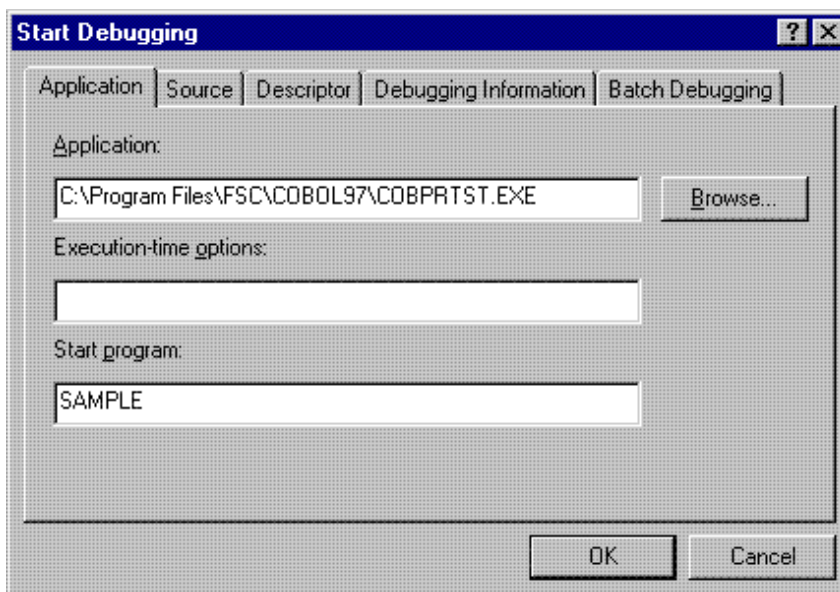 Start Debugging
Application Source Descriptor Debugging Information Batch Debugging
Application:
C:\Program Files\FSC\COBOL97\COBPRTST.EXE Browse...
Execution-time options:
Start program:
SAMPLE
OK Cancel